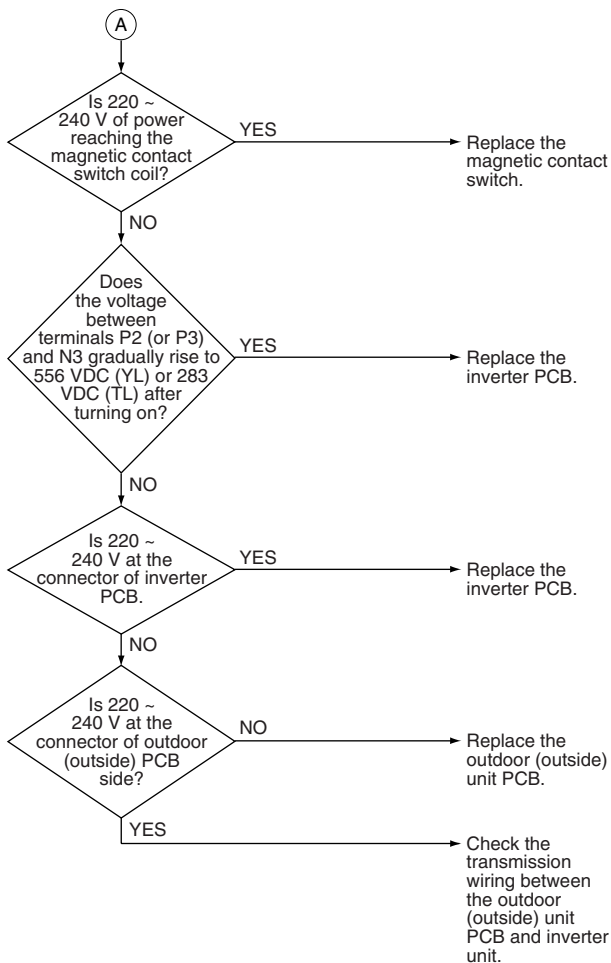 A
Is 220 ~
240 V of power
reaching the
magnetic contact
switch coil?
YES
Replace the
magnetic contact
switch.
NO
Does
the voltage
between
terminals P2 (or P3)
and N3 gradually rise to
556 VDC (YL) or 283
VDC (TL) after
turning on?
YES
Replace the
inverter PCB.
NO
Is 220 ~
240 V at the
connector of inverter
PCB.
YES
Replace the
inverter PCB.
NO
Is 220 ~
240 V at the
connector of outdoor
(outside) PCB
side?
NO
Replace the
outdoor (outside)
unit PCB.
YES
Check the
transmission
wiring between
the outdoor
(outside) unit
PCB and inverter
unit.